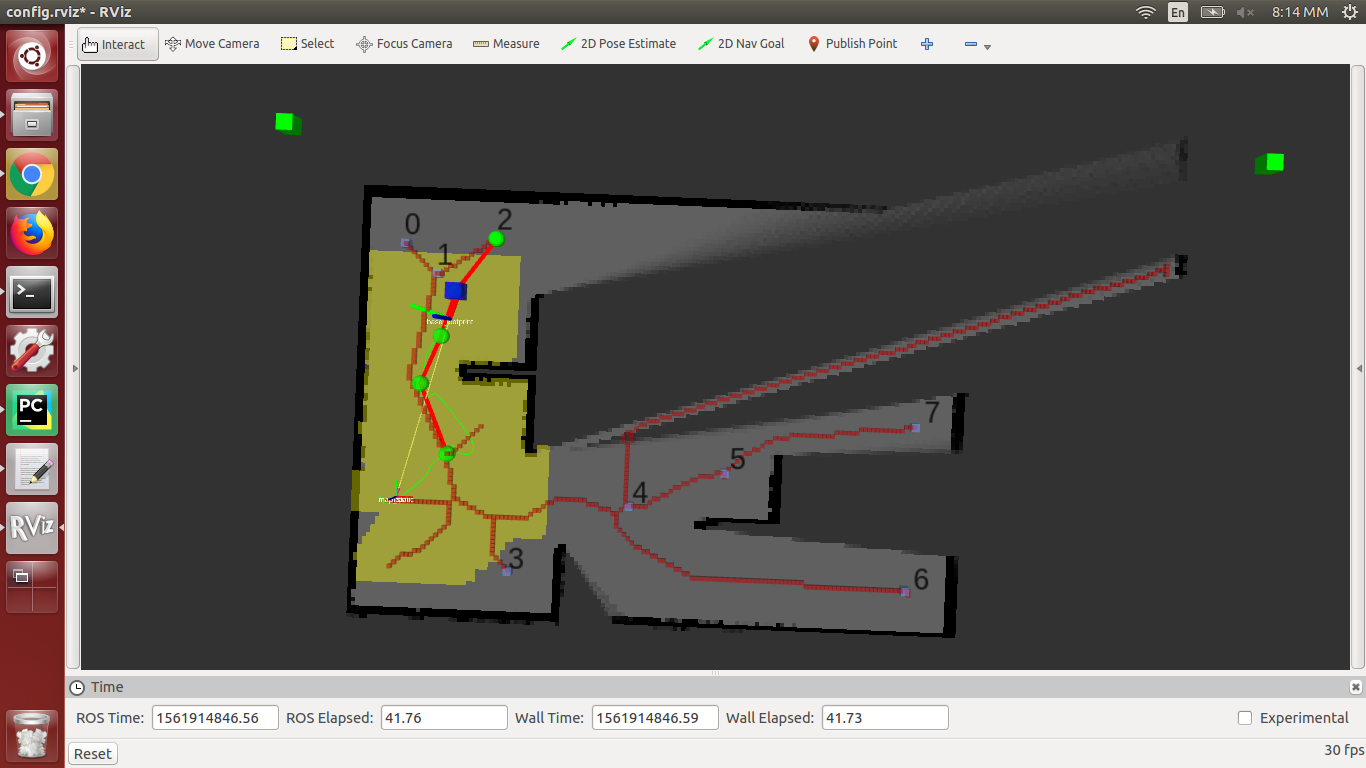 config.rviz* - RViz
En
8:14 MM
Interact
Move Camera
Select
Focus Camera
Measure
2D Pose Estimate
2D Nav Goal
Publish Point
PC
RViz
0
2
1
3
4
5
7
6
Time
ROS Time: 1561914846.56 ROS Elapsed: 41.76 Wall Time: 1561914846.59 Wall Elapsed: 41.73 Experimental
Reset
30 fps